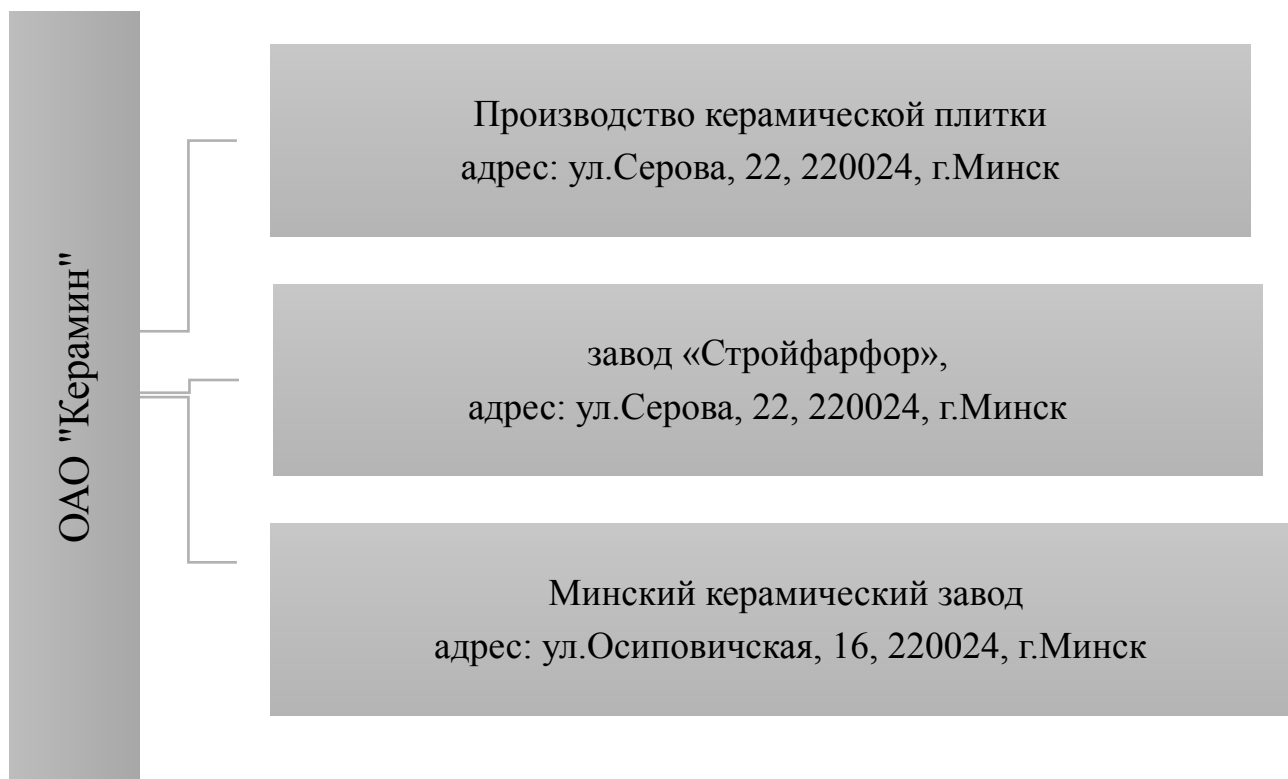 ОАО "Керамин"
Производство керамической плитки
адрес: ул.Серова, 22, 220024, г.Минск
завод «Стройфарфор»,
адрес: ул.Серова, 22, 220024, г.Минск
Минский керамический завод
адрес: ул.Осиповичская, 16, 220024, г.Минск